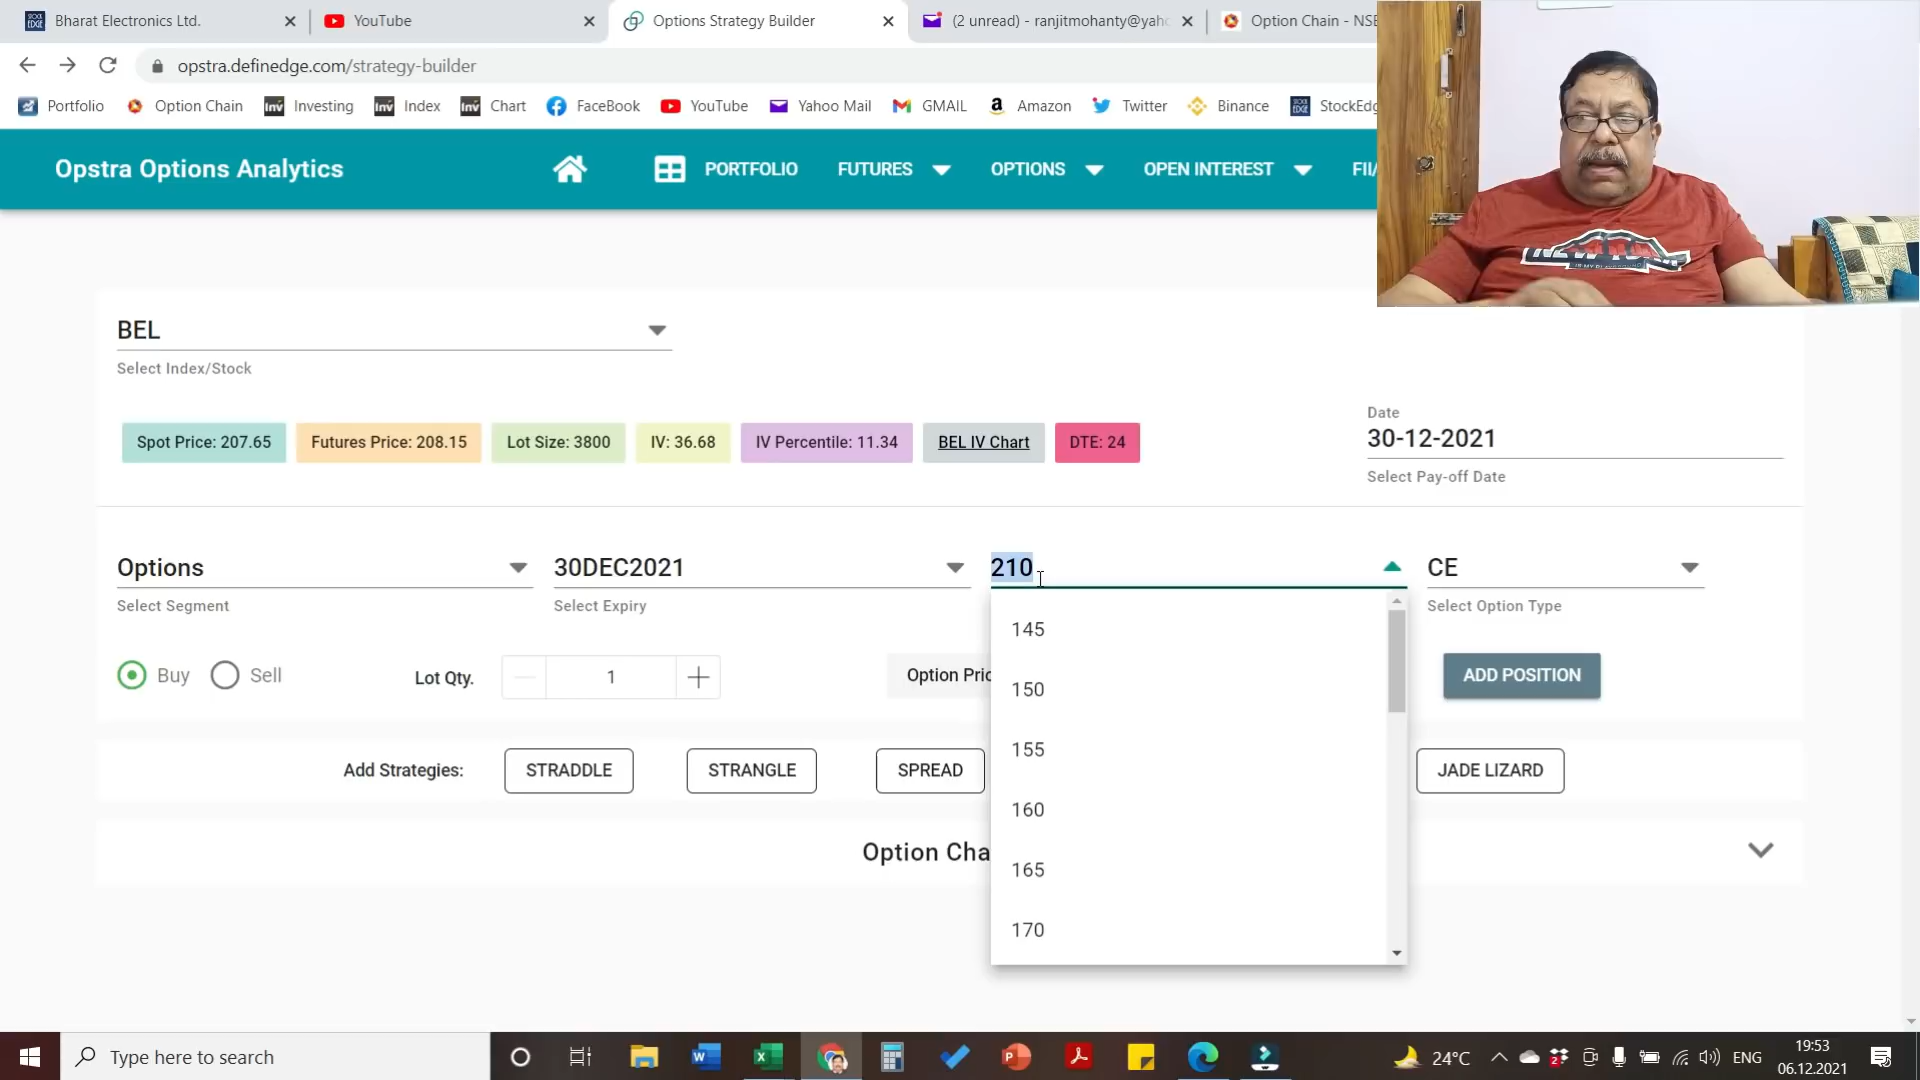 Bharat Electronics Ltd.
YouTube
Options Strategy Builder
(2 unread) - ranjitmohanty@yaho
Option Chain - NSE
opstra.definedge.com/strategy-builder
Portfolio
Option Chain
Investing
Index
Chart
FaceBook
YouTube
Yahoo Mail
GMAIL
Amazon
Twitter
Binance
StockEdg
Opstra Options Analytics
PORTFOLIO
FUTURES
OPTIONS
OPEN INTEREST
FII/
BEL
Select Index/Stock
Spot Price: 207.65
Futures Price: 208.15
Lot Size: 3800
IV: 36.68
IV Percentile: 11.34
BEL IV Chart
DTE: 24
Date
30-12-2021
Select Pay-off Date
Options
Select Segment
30DEC2021
Select Expiry
210
CE
Select Option Type
145
150
155
160
165
170
Buy
Sell
Lot Qty.
1
Option Pric
ADD POSITION
Add Strategies:
STRADDLE
STRANGLE
SPREAD
JADE LIZARD
Option Cha
Type here to search
24°C
ENG
19:53
06.12.2021